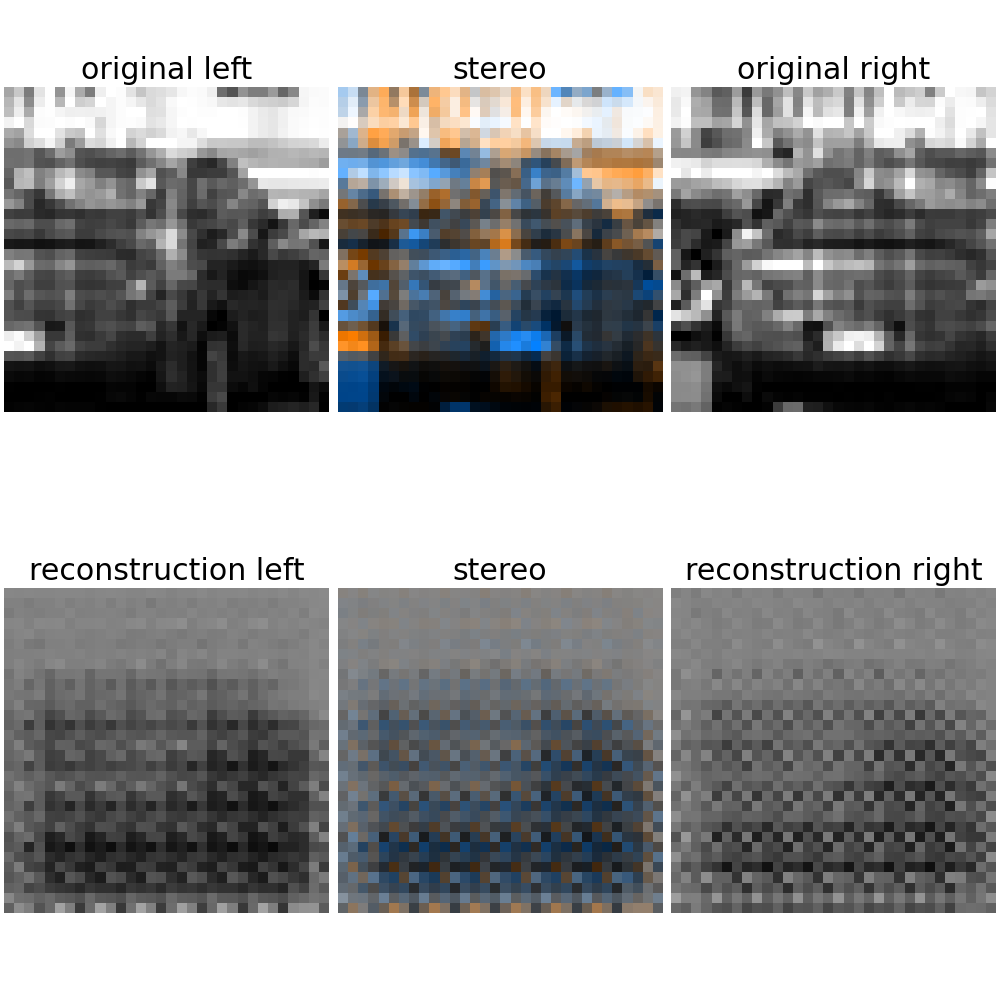 original left
stereo
original right
reconstruction left
stereo
reconstruction right